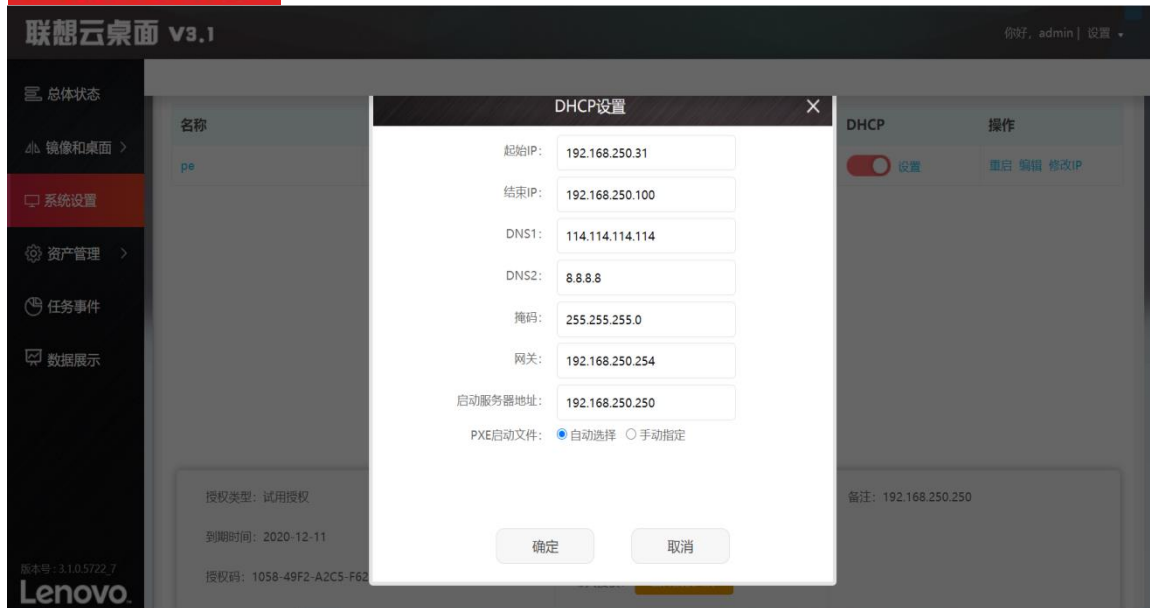 联想云桌面 V3.1
你好，admin | 设置
总体状态
镜像和桌面
系统设置
资产管理
任务事件
数据展示
版本号：3.1.0.5722_7
Lenovo
名称
DHCP
操作
pe
设置
重启 编辑 修改IP
DHCP设置
起始IP: 192.168.250.31
结束IP: 192.168.250.100
DNS1: 114.114.114.114
DNS2: 8.8.8.8
掩码: 255.255.255.0
网关: 192.168.250.254
启动服务器地址: 192.168.250.250
PXE启动文件: 自动选择 手动指定
确定 取消
授权类型：试用授权
到期时间：2020-12-11
授权码：1058-49F2-A2C5-F62
备注：192.168.250.250